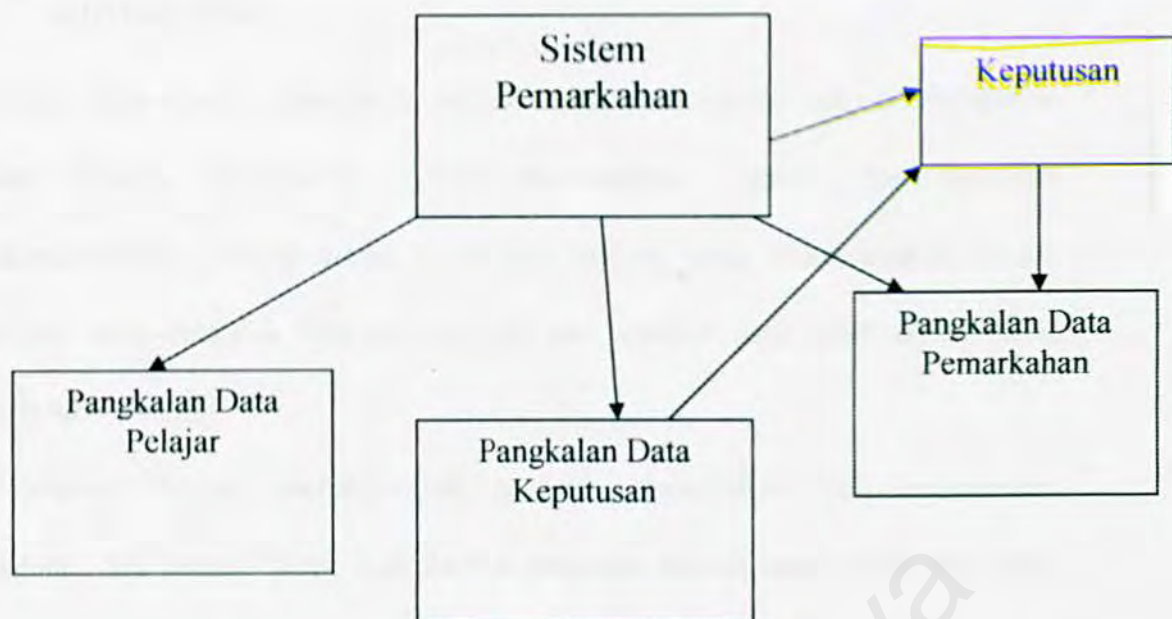 Sistem
Pemarkahan
Keputusan
Pangkalan Data
Pemarkahan
Pangkalan Data
Pelajar
Pangkalan Data
Keputusan